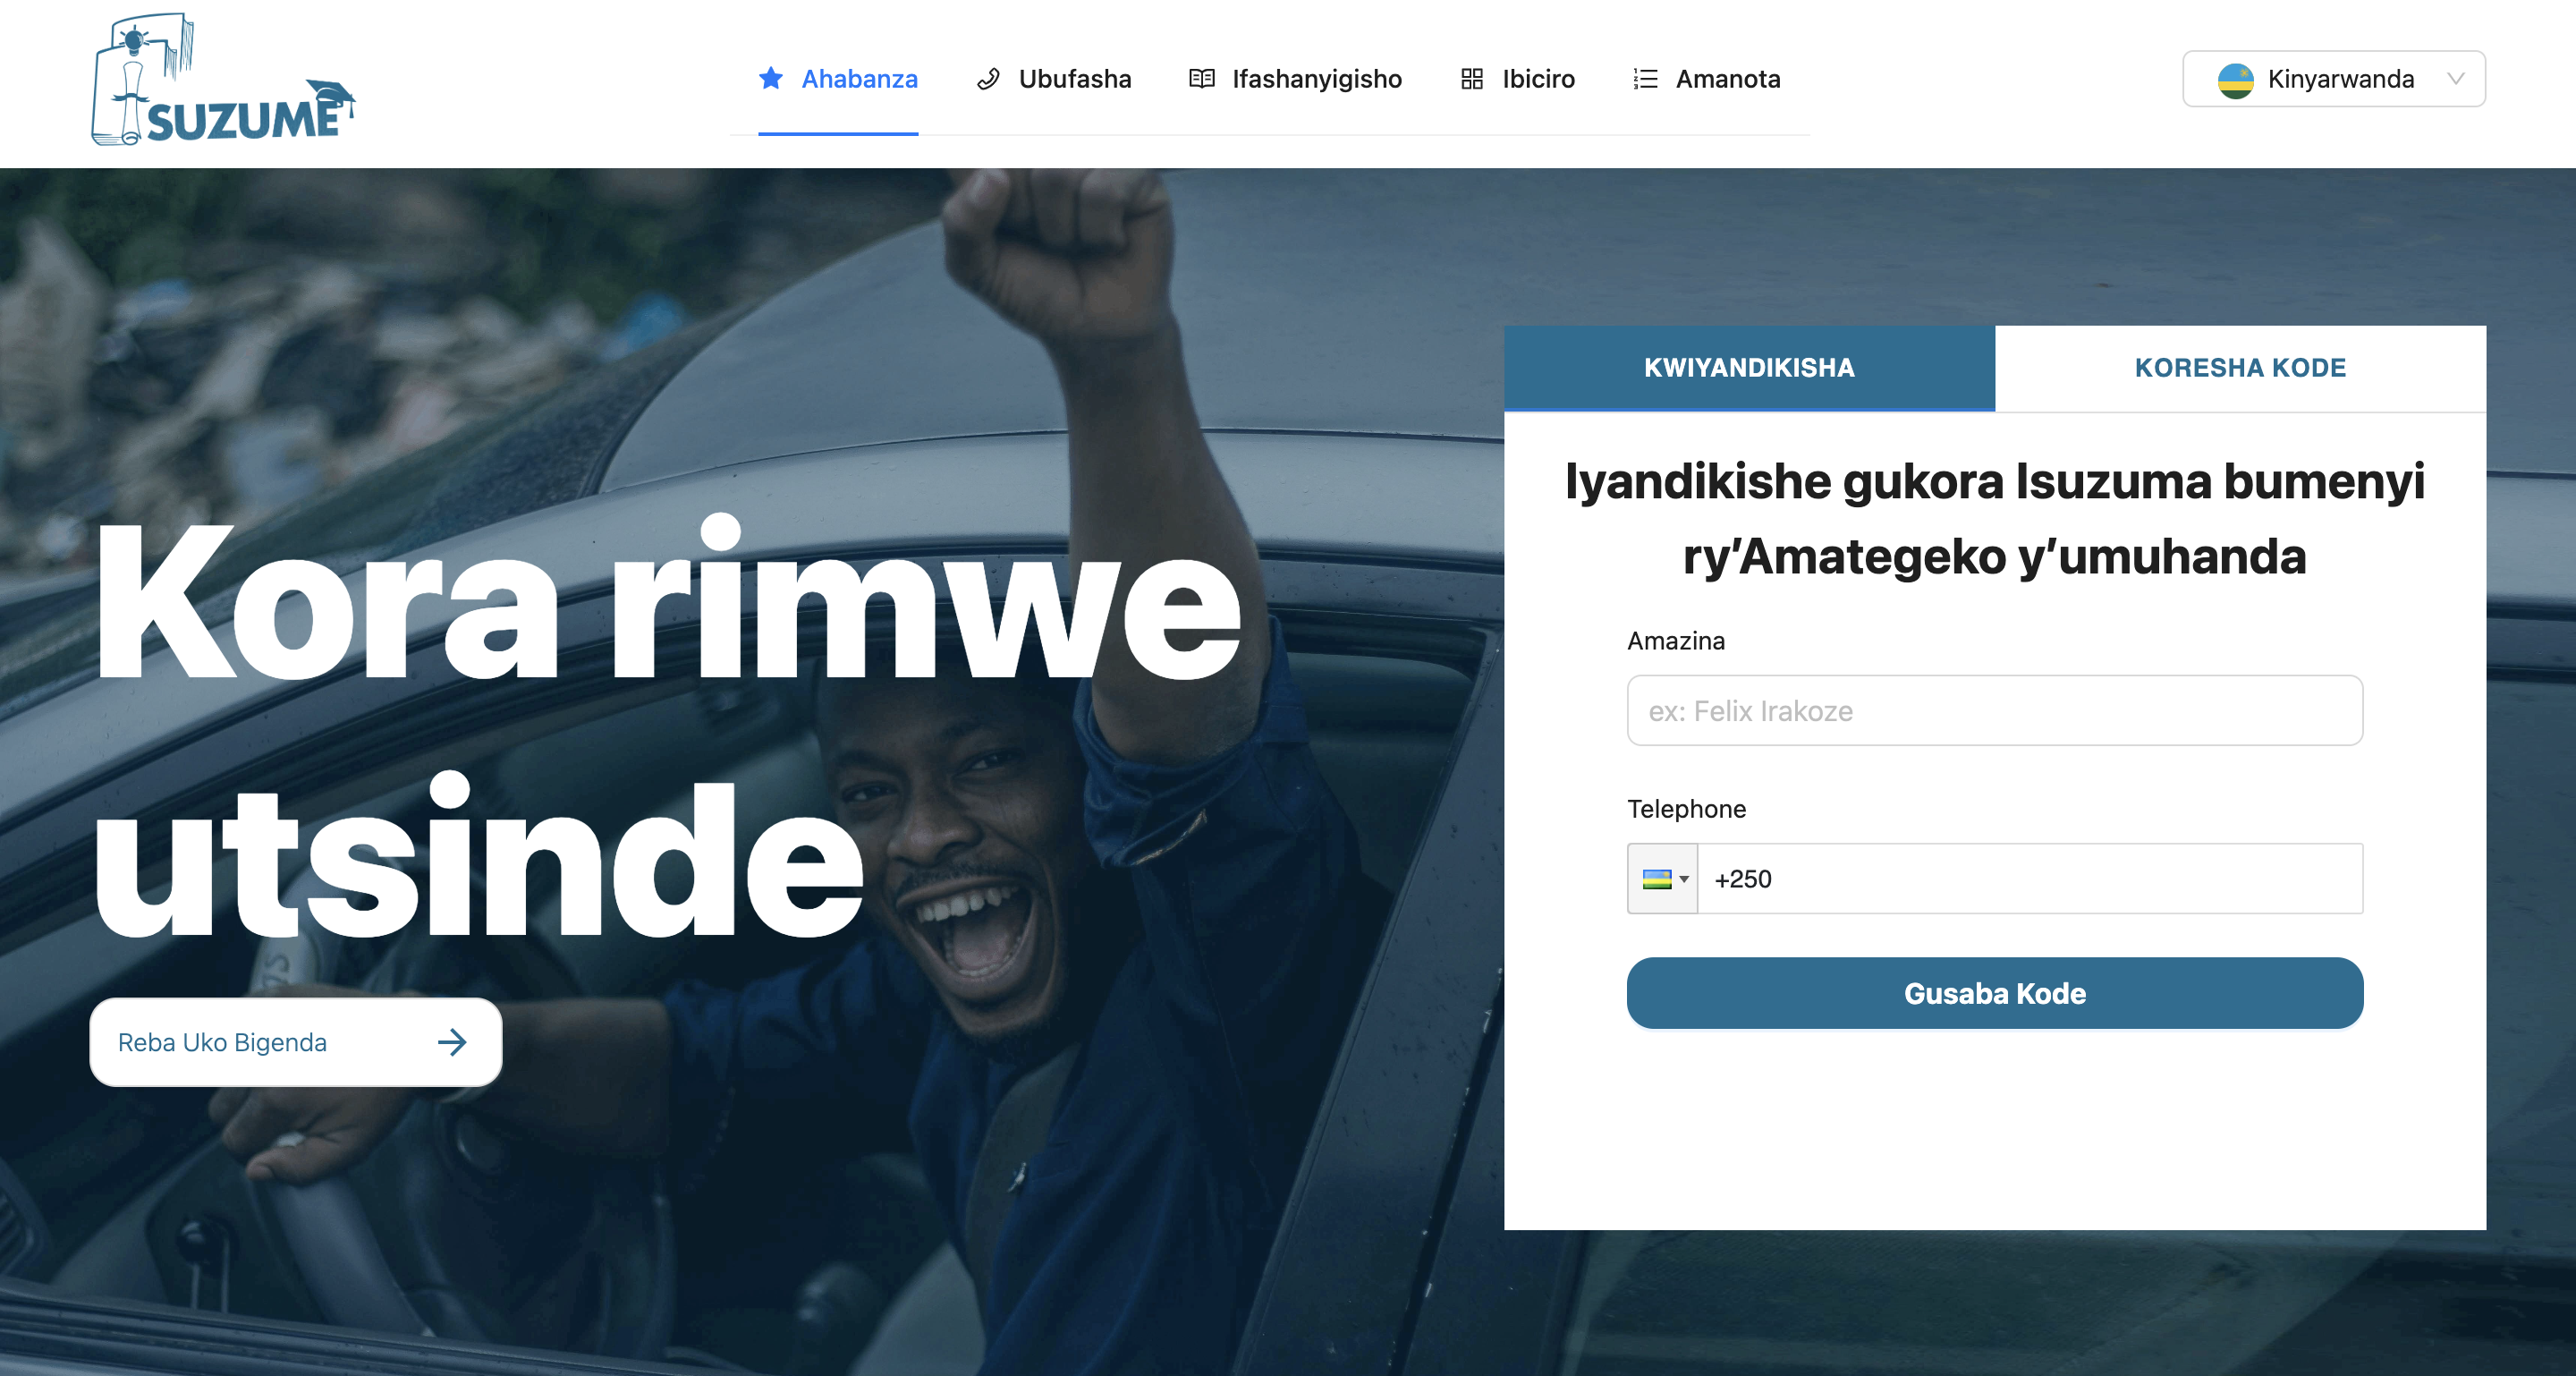 ISUZUME
Ahabanza
Ubufasha
Ifashanyigisho
Ibiciro
Amanota
Kinyarwanda
Kora rimwe
utsinde
Reba Uko Bigenda
KWIYANDIKISHA
KORESHA KODE
Iyandikishe gukora Isuzuma bumenyi
ry’Amategeko y’umuhanda
Amazina
ex: Felix Irakoze
Telephone
+250
Gusaba Kode